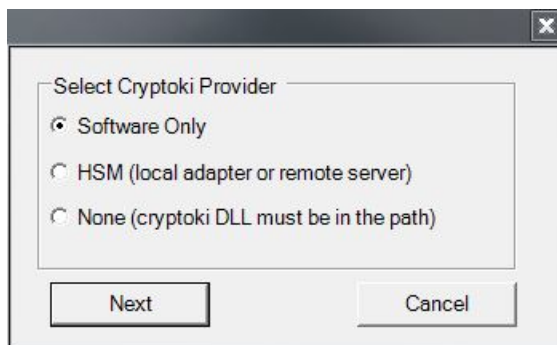 Select Cryptoki Provider
Software Only
HSM (local adapter or remote server)
None (cryptoki DLL must be in the path)
Next
Cancel